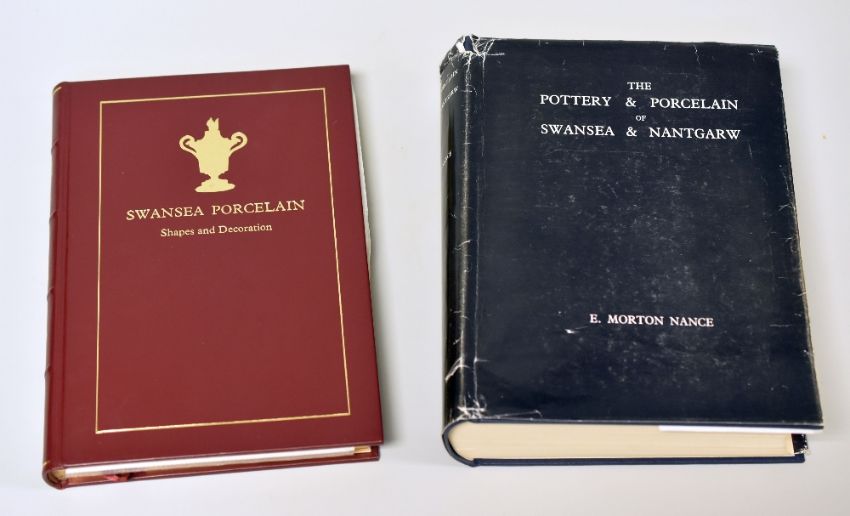 SWANSEA PORCELAIN
Shapes and Decoration
THE
POTTERY & PORCELAIN
OF
SWANSEA & NANTGARW
E. MORTON NANCE